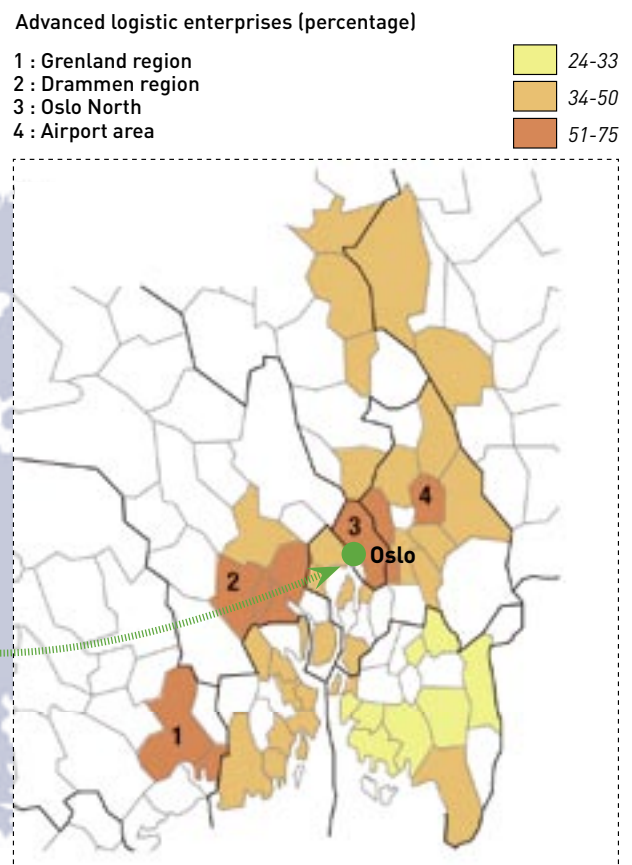 Advanced logistic enterprises (percentage)
1 : Grenland region
2 : Drammen region
3 : Oslo North
4 : Airport area
24-33
34-50
51-75
4
3
Oslo
2
1